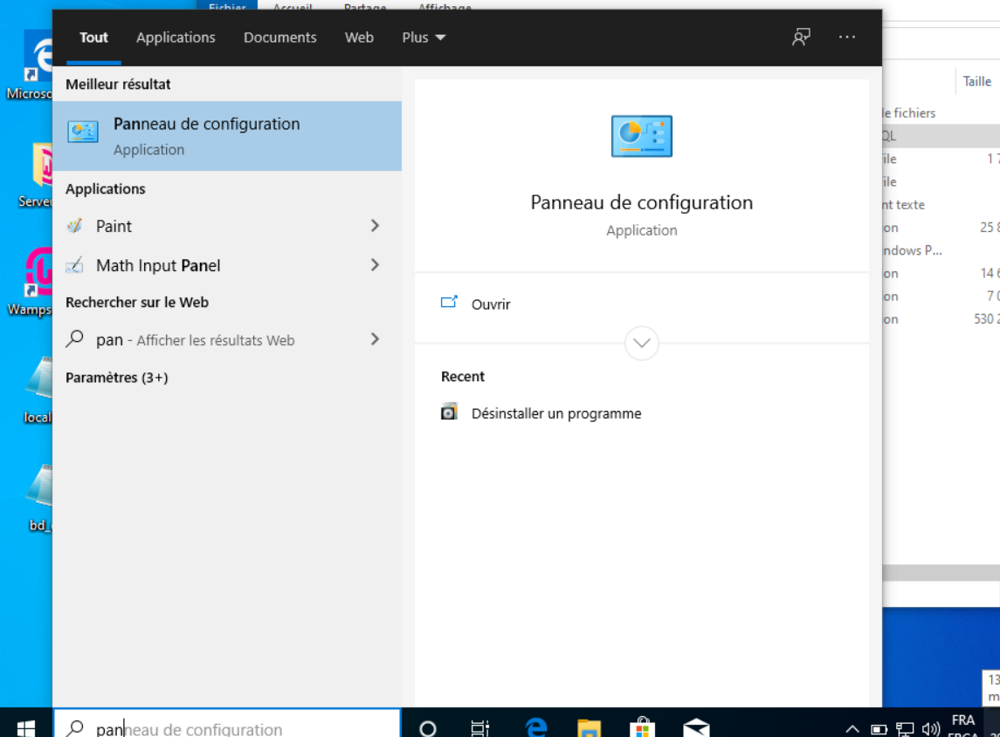 Fichier Accueil Partage Affichage
Tout Applications Documents Web Plus
Meilleur résultat
Panneau de configuration
Application
Applications
Paint
Math Input Panel
Rechercher sur le Web
pan - Afficher les résultats Web
Paramètres (3+)
Panneau de configuration
Application
Ouvrir
Recent
Désinstaller un programme
Taille
le fichiers
QL
ile
ile
nt texte
on
ndows P...
on
on
on
1 7
25 8
14 6
7 0
530 2
Microso
Serveu
Wamps
local
bd_
13
m
panneau de configuration
FRA